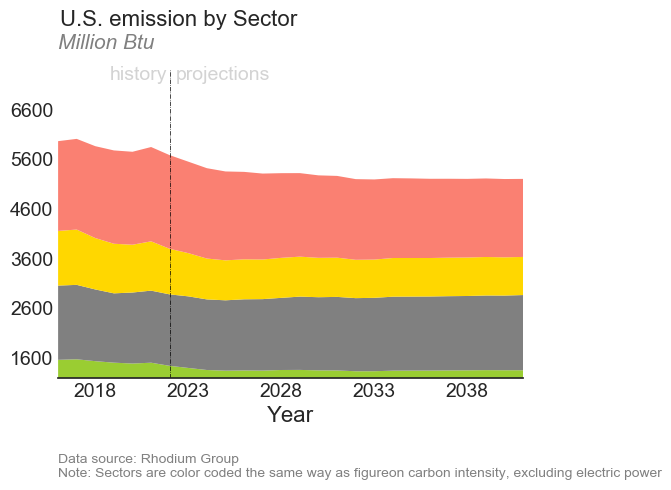 U.S. emission by Sector
Million Btu
history projections
6600
5600
4600
3600
2600
1600
2018 2023 2028 2033 2038
Year
Data source: Rhodium Group
Note: Sectors are color coded the same way as figureon carbon intensity, excluding electric power